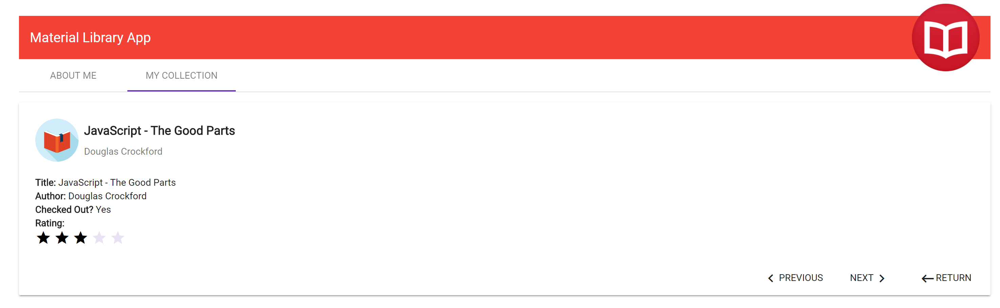 Material Library App
ABOUT ME
MY COLLECTION
JavaScript - The Good Parts
Douglas Crockford
Title: JavaScript - The Good Parts
Author: Douglas Crockford
Checked Out? Yes
Rating:
PREVIOUS
NEXT
RETURN